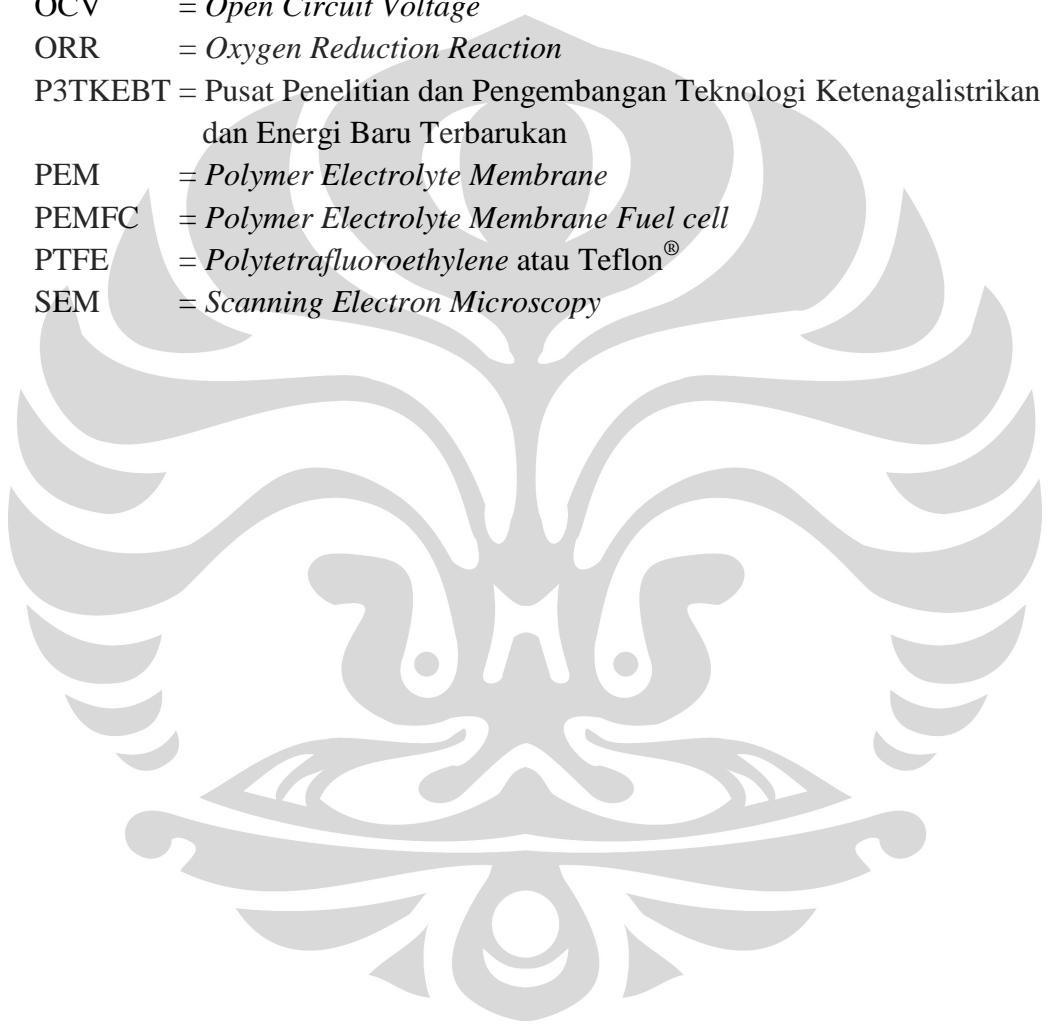 OCV = Open Circuit Voltage
ORR = Oxygen Reduction Reaction
P3TKEBT = Pusat Penelitian dan Pengembangan Teknologi Ketenagalistrikan
dan Energi Baru Terbarukan
PEM = Polymer Electrolyte Membrane
PEMFC = Polymer Electrolyte Membrane Fuel cell
PTFE = Polytetrafluoroethylene atau Teflon®
SEM = Scanning Electron Microscopy